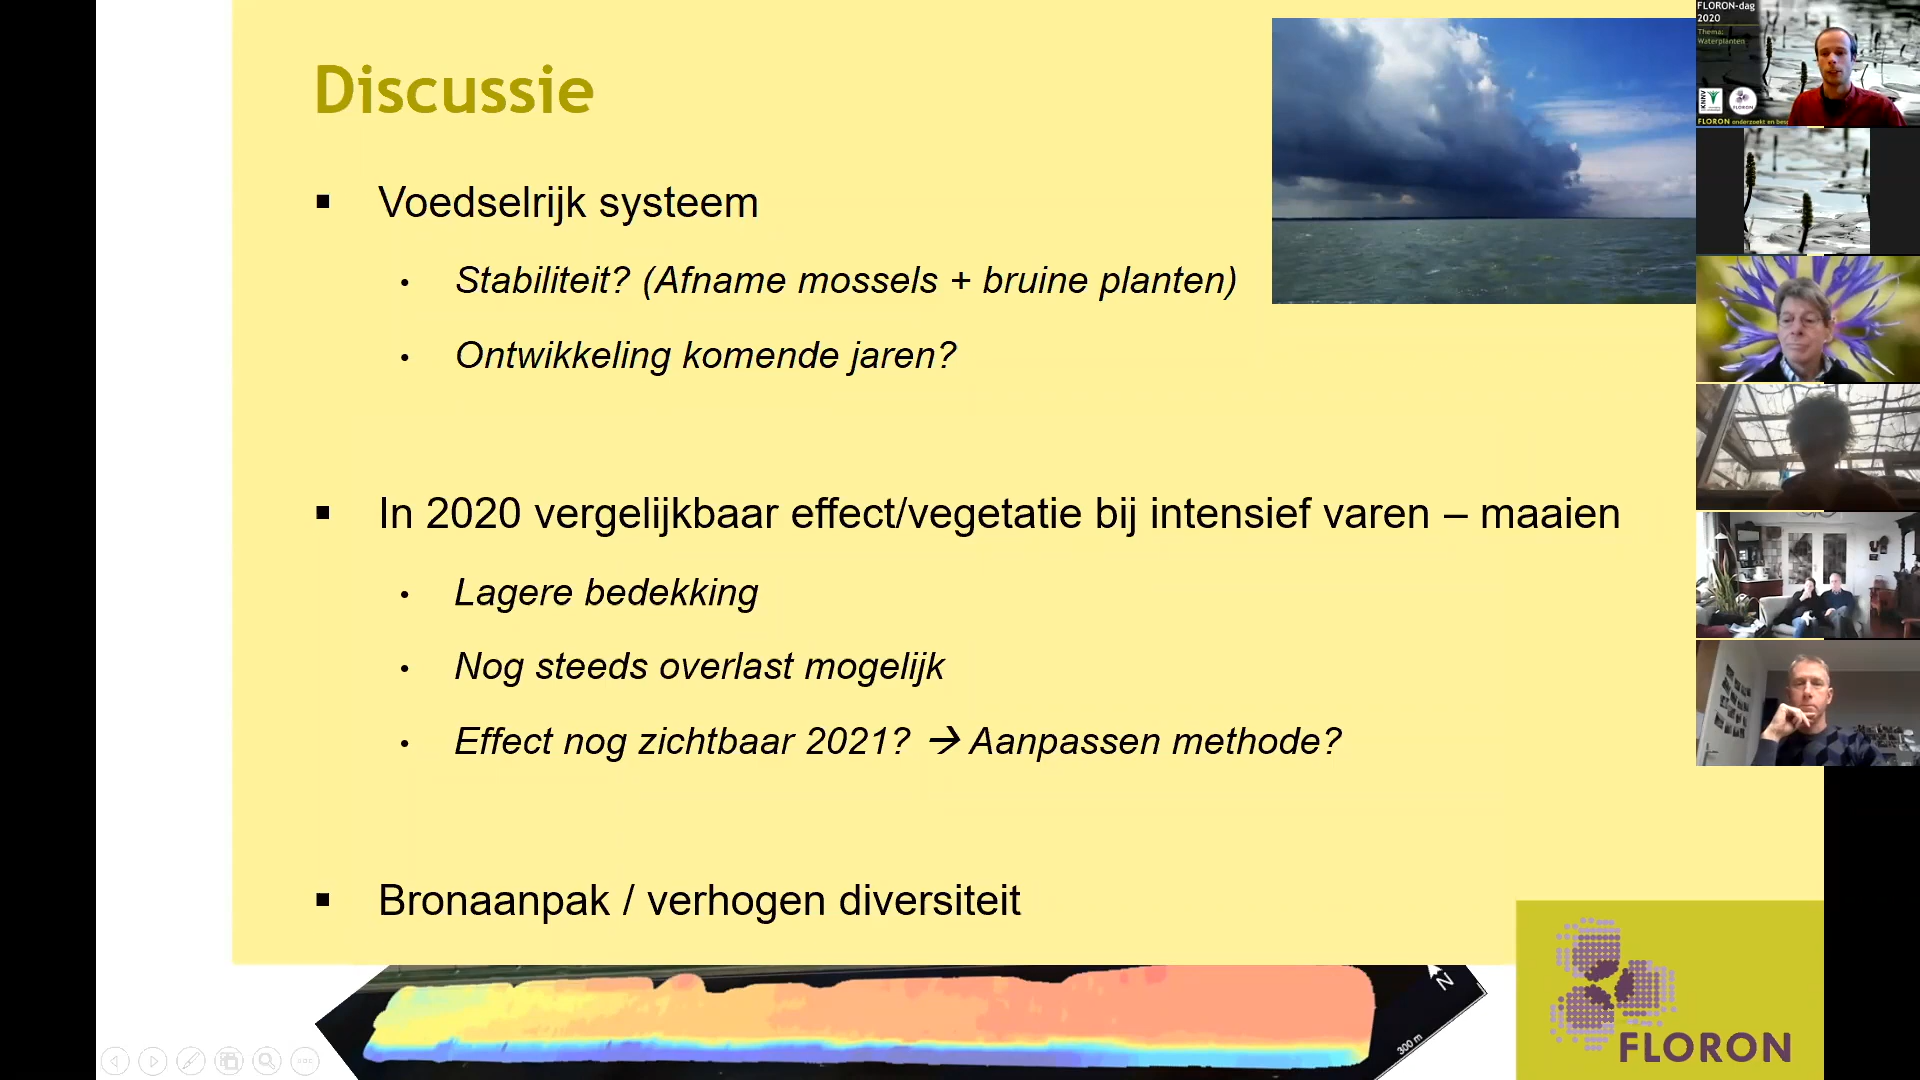 Discussie
Voedselrijk systeem
Stabiliteit? (Afname mossels + bruine planten)
Ontwikkeling komende jaren?
In 2020 vergelijkbaar effect/vegetatie bij intensief varen – maaien
Lagere bedekking
Nog steeds overlast mogelijk
Effect nog zichtbaar 2021? → Aanpassen methode?
Bronaanpak / verhogen diversiteit
N
300 m
FLORON
FLORON-dag
2020
Thema:
Waterplanten
KNNV
FLORON
FLORON onderzoekt en bes